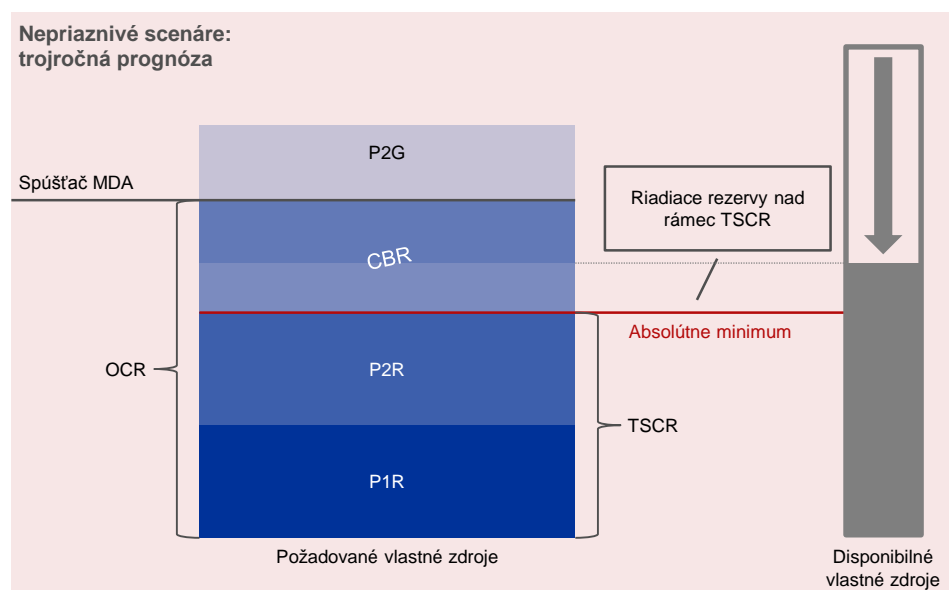 Nepriaznivé scenáre:
trojročná prognóza
P2G
Spúšťač MDA
Riadiace rezervy nad
rámec TSCR
CBR
Absolútne minimum
OCR
P2R
TSCR
P1R
Požadované vlastné zdroje
Disponibilné
vlastné zdroje